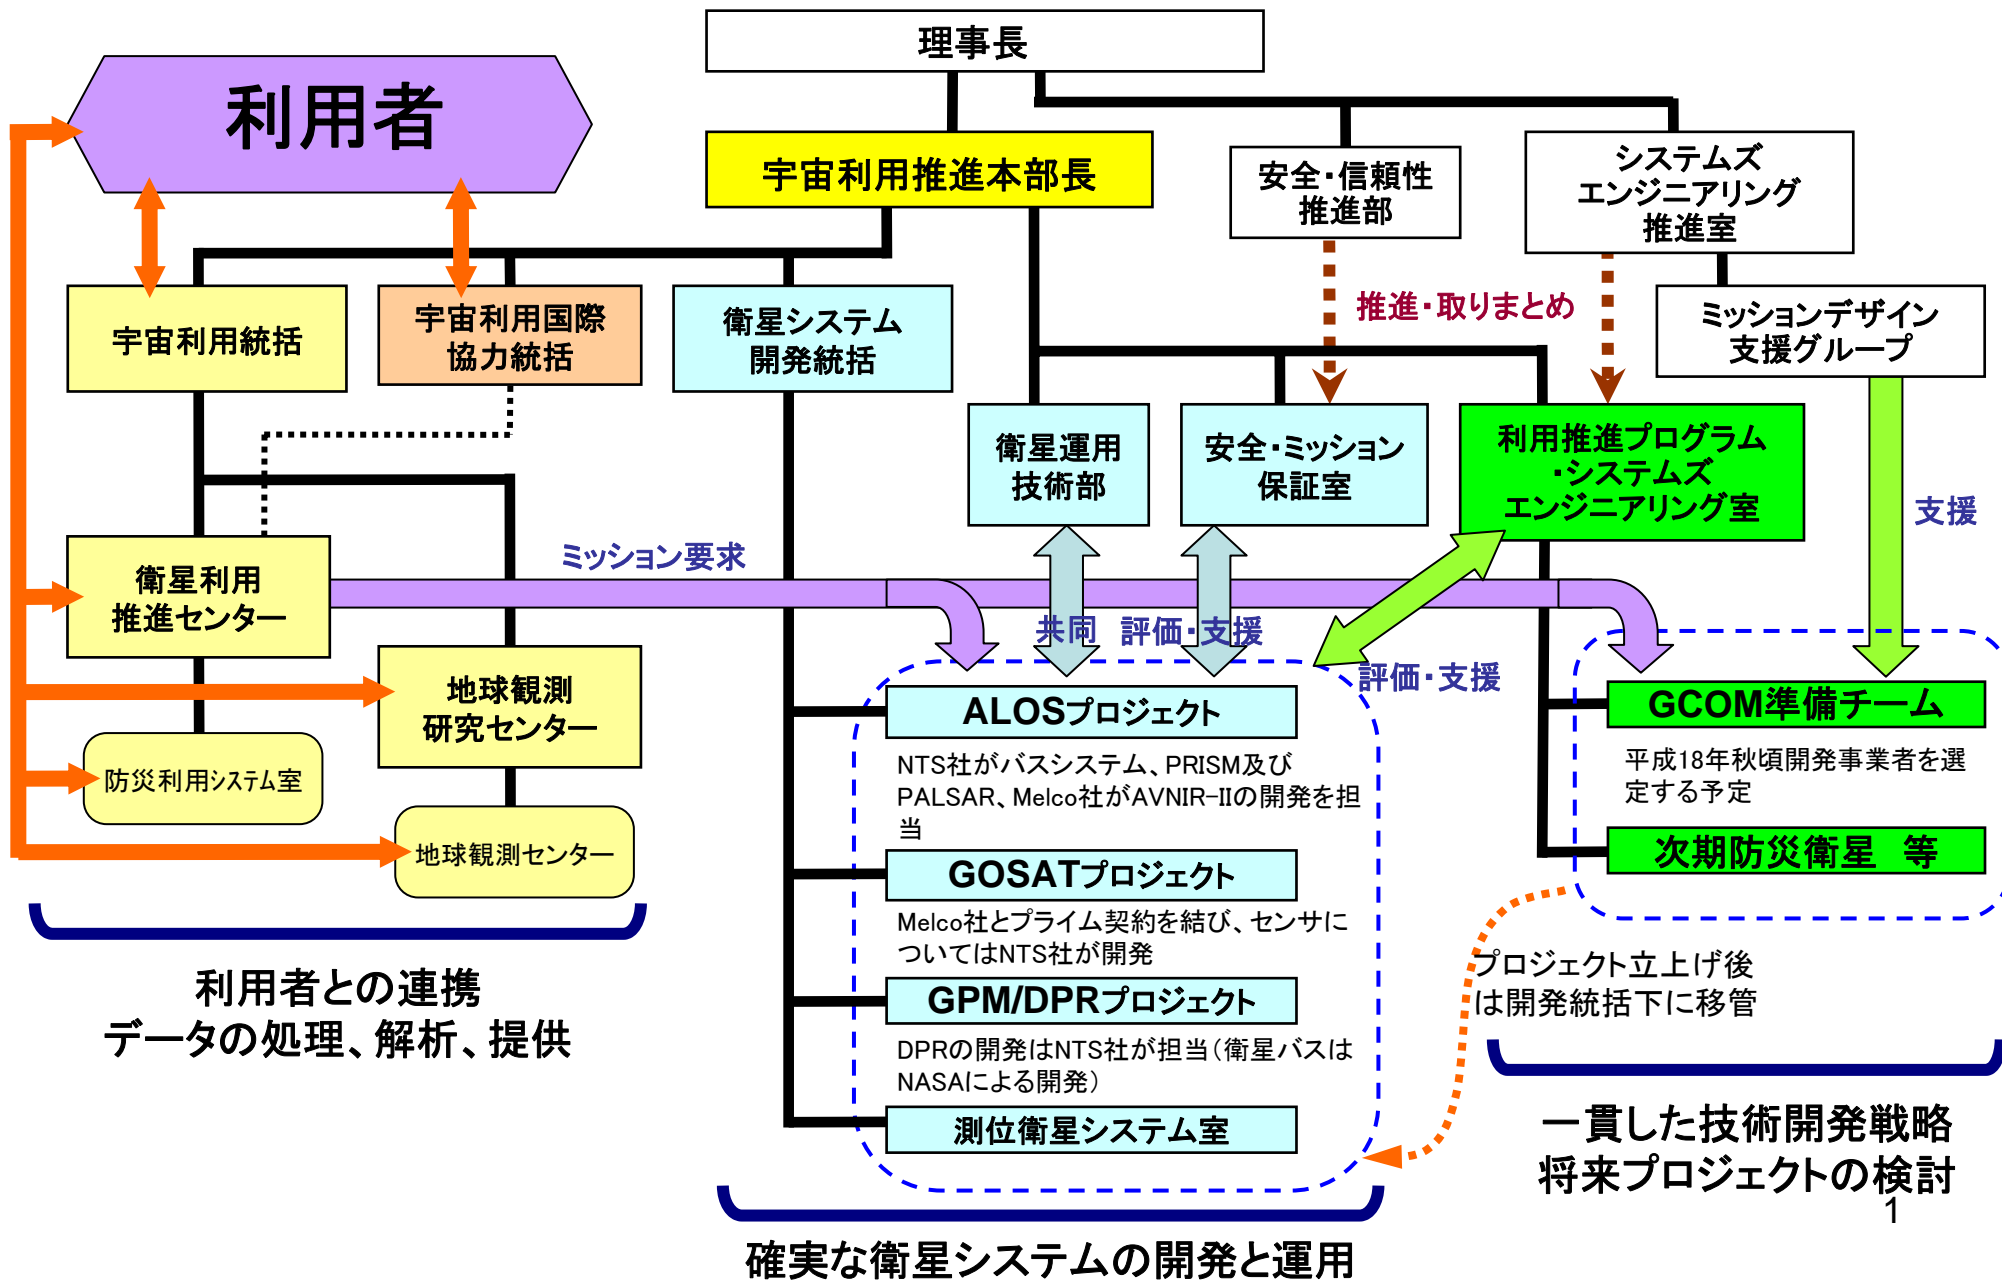 理事長
利用者
宇宙利用推進本部長
安全・信頼性
推進部
システムズ
エンジニアリング
推進室
宇宙利用統括
宇宙利用国際
協力統括
衛星システム
開発統括
推進・取りまとめ
ミッションデザイン
支援グループ
衛星運用
技術部
安全・ミッション
保証室
利用推進プログラム
・システムズ
エンジニアリング室
支援
ミッション要求
衛星利用
推進センター
共同
評価・支援
評価・支援
地球観測
研究センター
防災利用システム室
地球観測センター
ALOSプロジェクト
NTS社がバスシステム、PRISM及び
PALSAR、Melco社がAVNIR-IIの開発を担
当
GOSATプロジェクト
Melco社とプライム契約を結び、センサに
ついてはNTS社が開発
GPM/DPRプロジェクト
DPRの開発はNTS社が担当(衛星バスは
NASAによる開発)
測位衛星システム室
GCOM準備チーム
平成18年秋頃開発事業者を選
定する予定
次期防災衛星 等
プロジェクト立上げ後
は開発統括下に移管
利用者との連携
データの処理、解析、提供
確実な衛星システムの開発と運用
一貫した技術開発戦略
将来プロジェクトの検討
1